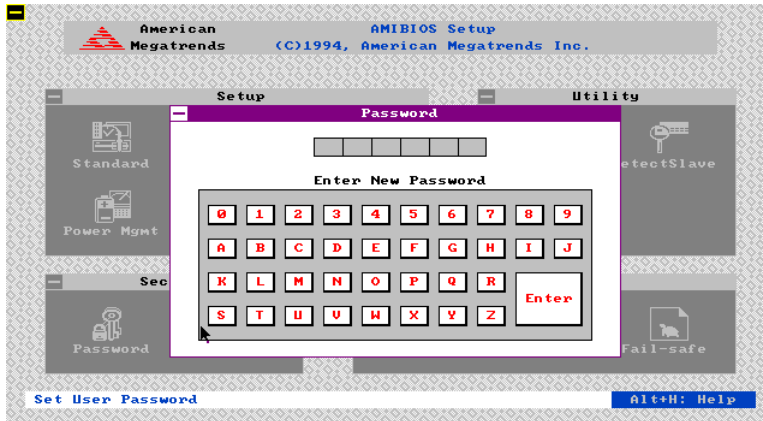 American
Megatrends
AMIBIOS Setup
(C)1994, American Megatrends Inc.
Setup
Utility
Password
Standard
etectSlave
Enter New Password
Power Mgmt
0 1 2 3 4 5 6 7 8 9
A B C D E F G H I J
K L M N O P Q R
Enter
S T U V W X Y Z
Sec
Password
Fail-safe
Set User Password
Alt+H: Help